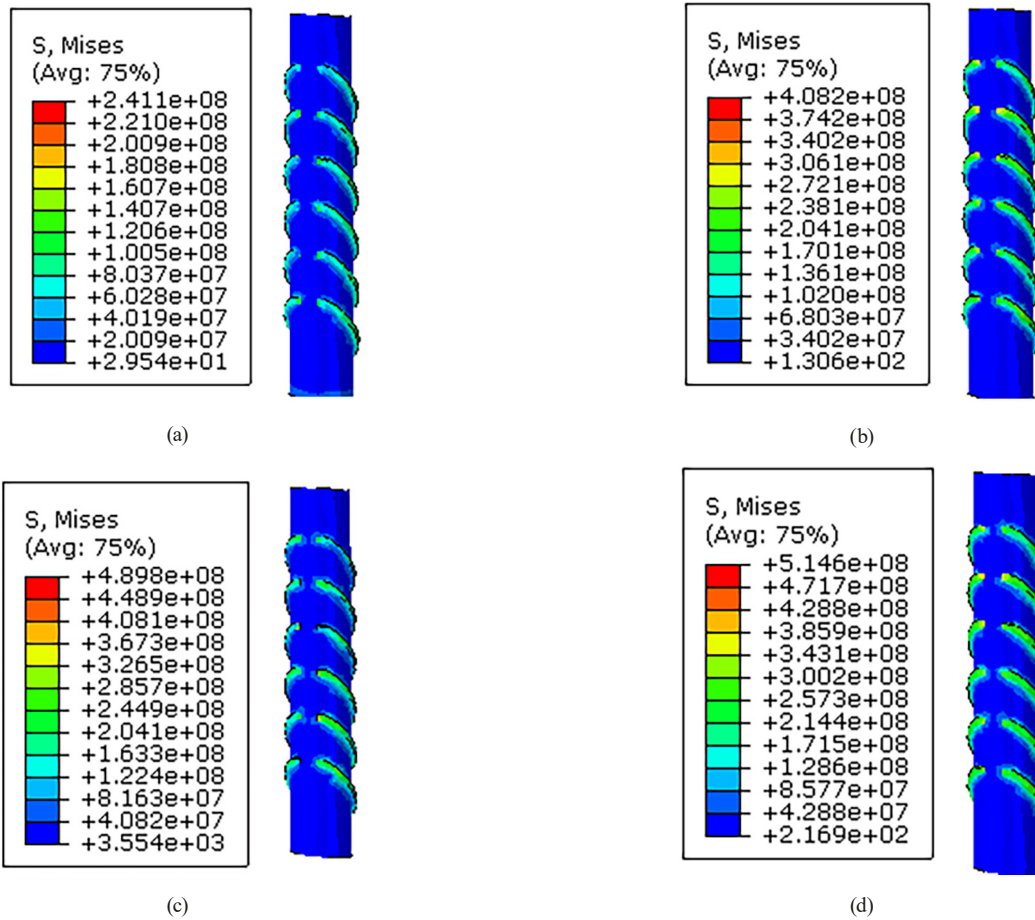 S, Mises
(Avg: 75%)
+2.411e+08
+2.210e+08
+2.009e+08
+1.808e+08
+1.607e+08
+1.407e+08
+1.206e+08
+1.005e+08
+8.037e+07
+6.028e+07
+4.019e+07
+2.009e+07
+2.954e+01
(a)
S, Mises
(Avg: 75%)
+4.082e+08
+3.742e+08
+3.402e+08
+3.061e+08
+2.721e+08
+2.381e+08
+2.041e+08
+1.701e+08
+1.361e+08
+1.020e+08
+6.803e+07
+3.402e+07
+1.306e+02
(b)
S, Mises
(Avg: 75%)
+4.898e+08
+4.489e+08
+4.081e+08
+3.673e+08
+3.265e+08
+2.857e+08
+2.449e+08
+2.041e+08
+1.633e+08
+1.224e+08
+8.163e+07
+4.082e+07
+3.554e+03
(c)
S, Mises
(Avg: 75%)
+5.146e+08
+4.717e+08
+4.288e+08
+3.859e+08
+3.431e+08
+3.002e+08
+2.573e+08
+2.144e+08
+1.715e+08
+1.286e+08
+8.577e+07
+4.288e+07
+2.169e+02
(d)